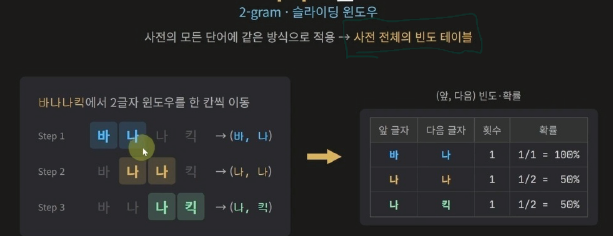 2-gram · 슬라이딩 윈도우
사전의 모든 단어에 같은 방식으로 적용 → 사전 전체의 빈도 테이블
바나나킥에서 2글자 윈도우를 한 칸씩 이동
Step 1 바 나 나 킥 → (바, 나)
Step 2 바 나 나 킥 → (나, 나)
Step 3 바 나 나 킥 → (나, 킥)
(앞, 다음) 빈도·확률
앞 글자 다음 글자 횟수 확률
바 나 1 1/1 = 100%
나 나 1 1/2 = 50%
나 킥 1 1/2 = 50%